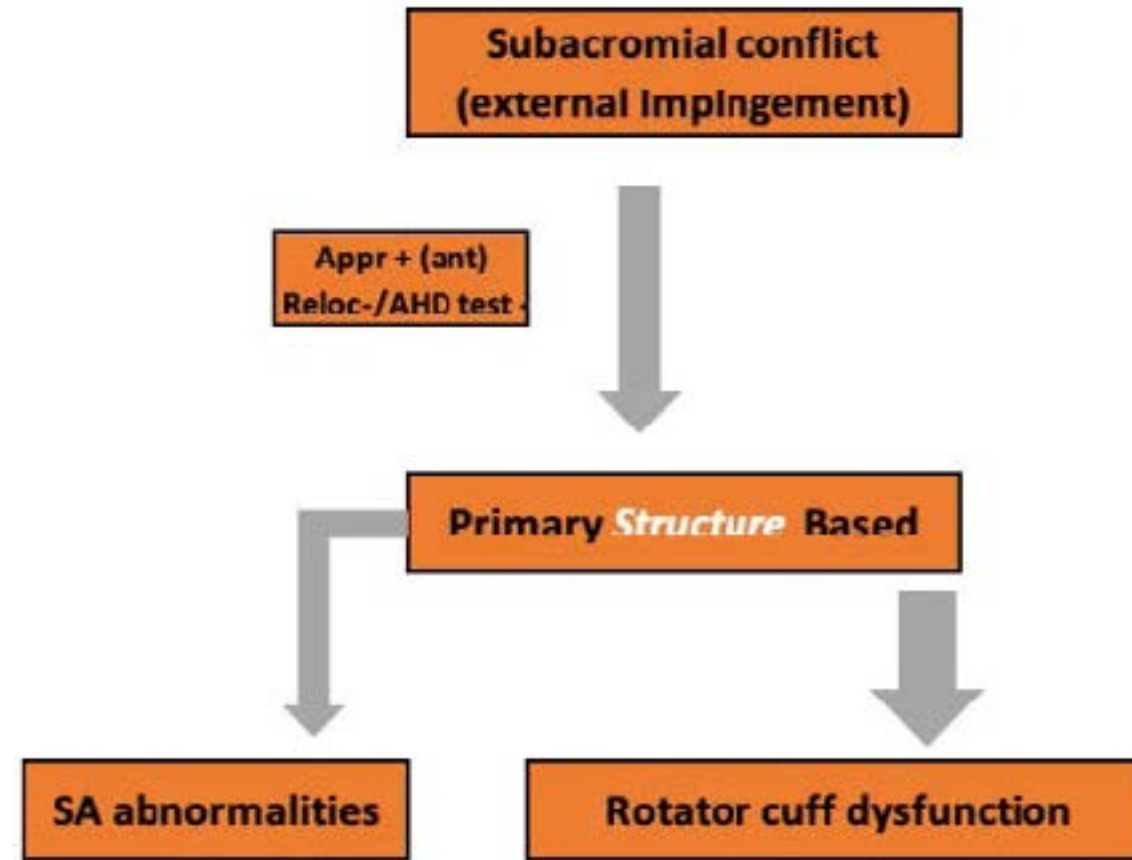 Subacromial conflict
(external Impingement)
Appr + (ant)
Reloc-/AHD test -
Primary Structure Based
SA abnormalities
Rotator cuff dysfunction